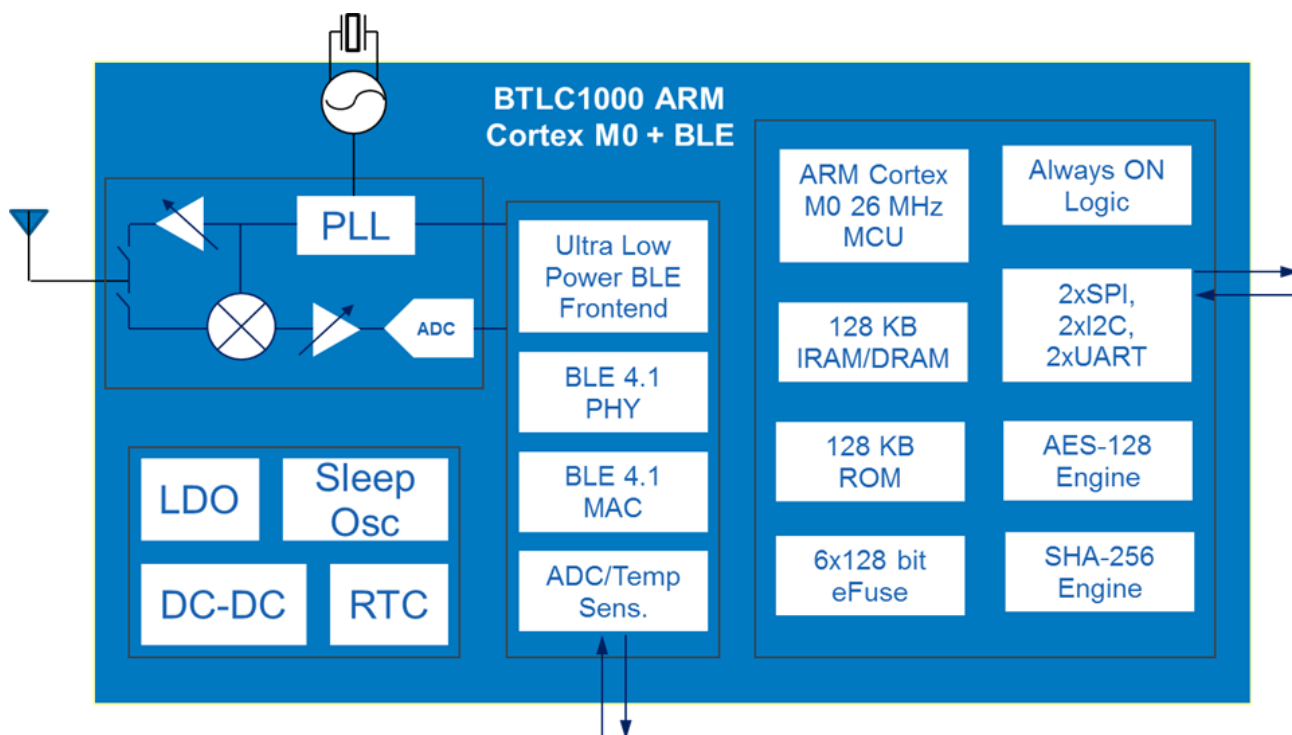 BTLC1000 ARM
Cortex M0 + BLE
PLL
ADC
Ultra Low
Power BLE
Frontend
BLE 4.1
PHY
BLE 4.1
MAC
ADC/Temp
Sens.
LDO
Sleep
Osc
DC-DC
RTC
ARM Cortex
M0 26 MHz
MCU
Always ON
Logic
128 KB
IRAM/DRAM
2xSPI,
2xI2C,
2xUART
128 KB
ROM
AES-128
Engine
6x128 bit
eFuse
SHA-256
Engine